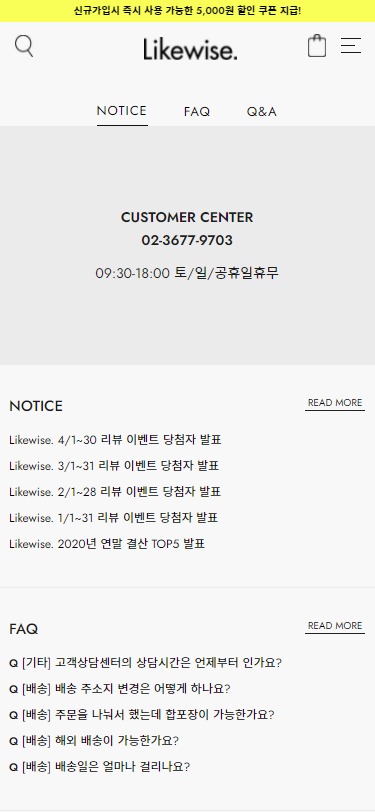 신규가입시 즉시 사용 가능한 5,000원 할인 쿠폰 지급!
Likewise.
NOTICE FAQ Q&A
CUSTOMER CENTER
02-3677-9703
09:30-18:00 토/일/공휴일휴무
NOTICE READ MORE
Likewise. 4/1~30 리뷰 이벤트 당첨자 발표
Likewise. 3/1~31 리뷰 이벤트 당첨자 발표
Likewise. 2/1~28 리뷰 이벤트 당첨자 발표
Likewise. 1/1~31 리뷰 이벤트 당첨자 발표
Likewise. 2020년 연말 결산 TOP5 발표
FAQ READ MORE
Q [기타] 고객상담센터의 상담시간은 언제부터 인가요?
Q [배송] 배송 주소지 변경은 어떻게 하나요?
Q [배송] 주문을 나눠서 했는데 합포장이 가능한가요?
Q [배송] 해외 배송이 가능한가요?
Q [배송] 배송일은 얼마나 걸리나요?